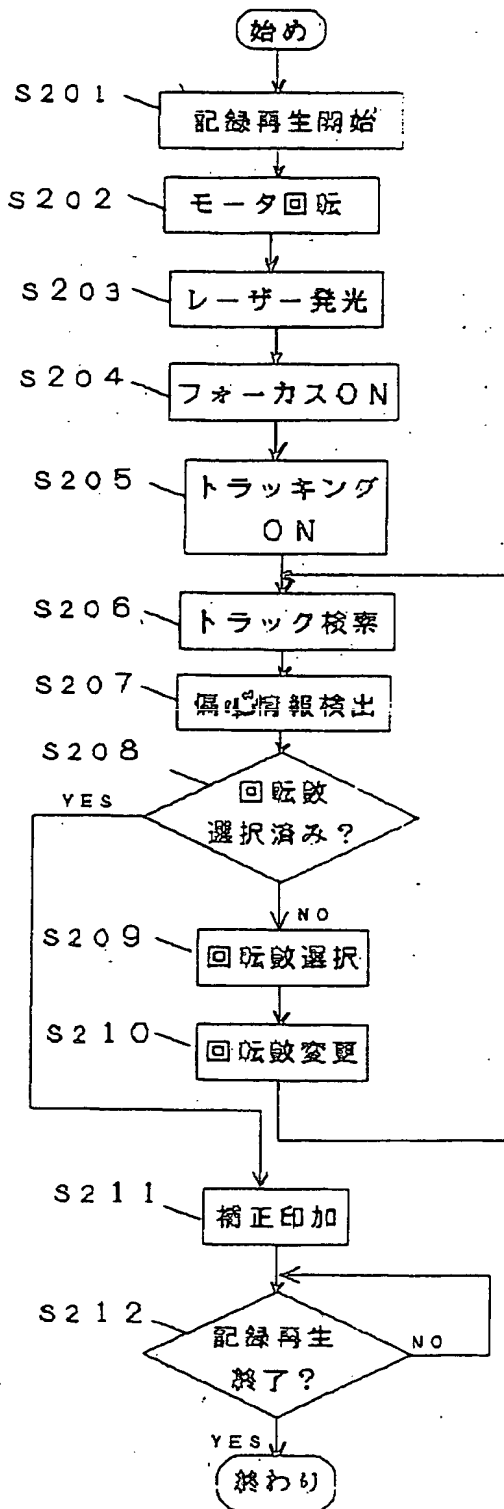 始め
S201
記録再生開始
S202
モータ回転
S203
レーザー発光
S204
フォーカスON
S205
トラッキング
ON
S206
トラック検索
S207
偏心情報検出
S208
YES
回転数
選択済み?
NO
S209
回転数選択
S210
回転数変更
S211
補正印加
S212
記録再生
終了?
NO
YES
終わり